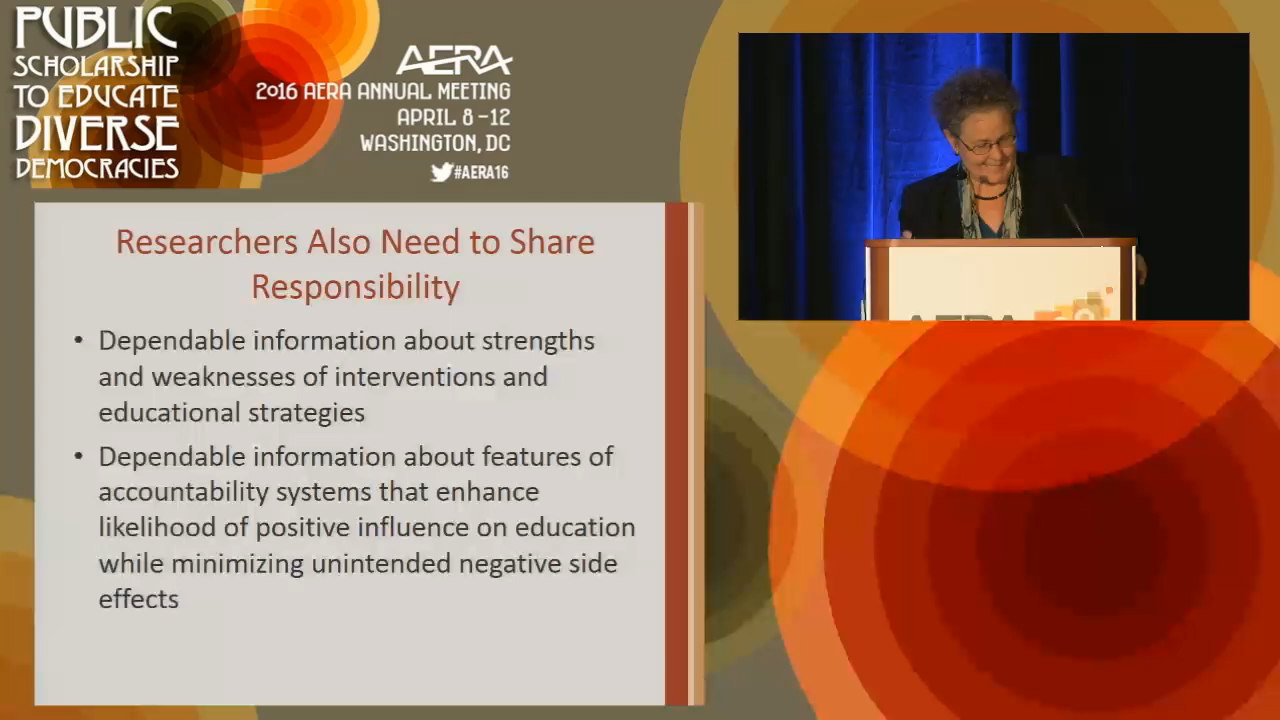 PUBLIC
SCHOLARSHIP
TO EDUCATE
DIVERSE
DEMOCRACIES
AERA
2016 AERA ANNUAL MEETING
APRIL 8 –12
WASHINGTON, DC
#AERA16
Researchers Also Need to Share
Responsibility
• Dependable information about strengths
and weaknesses of interventions and
educational strategies
• Dependable information about features of
accountability systems that enhance
likelihood of positive influence on education
while minimizing unintended negative side
effects
AERA